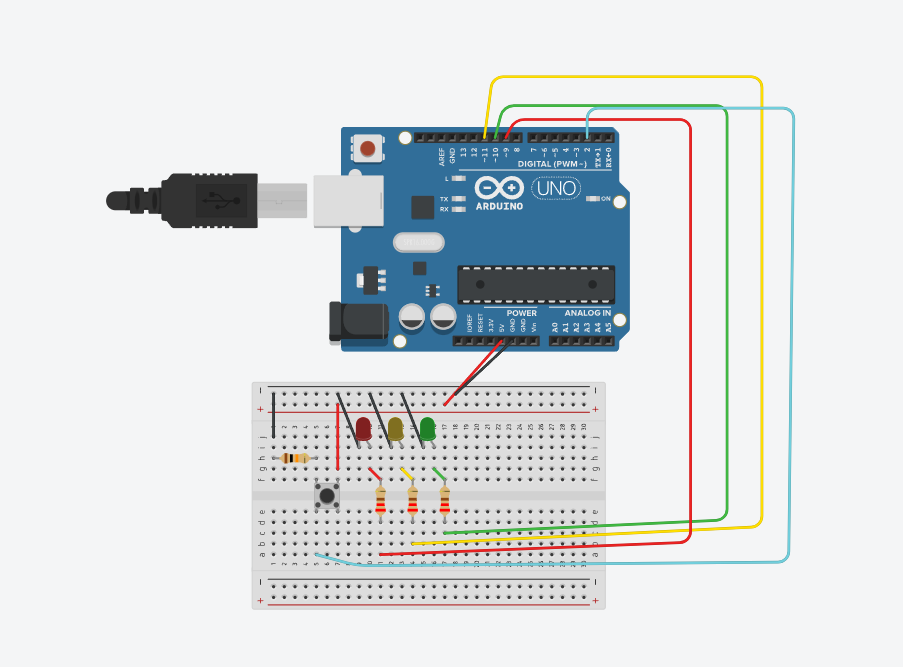 AREF
GND
13
12
~11
~10
~9
8
7
~6
~5
4
~3
2
TX→1
RX←0
DIGITAL (PWM~)
L
TX
RX
ARDUINO
UNO
ON
IOREF
RESET
3.3V
5V
GND
GND
Vin
POWER
ANALOG IN
A0
A1
A2
A3
A4
A5
- -
+ +
j j
i i
h h
g g
f f
e e
d
c
b
a
- -
+ +